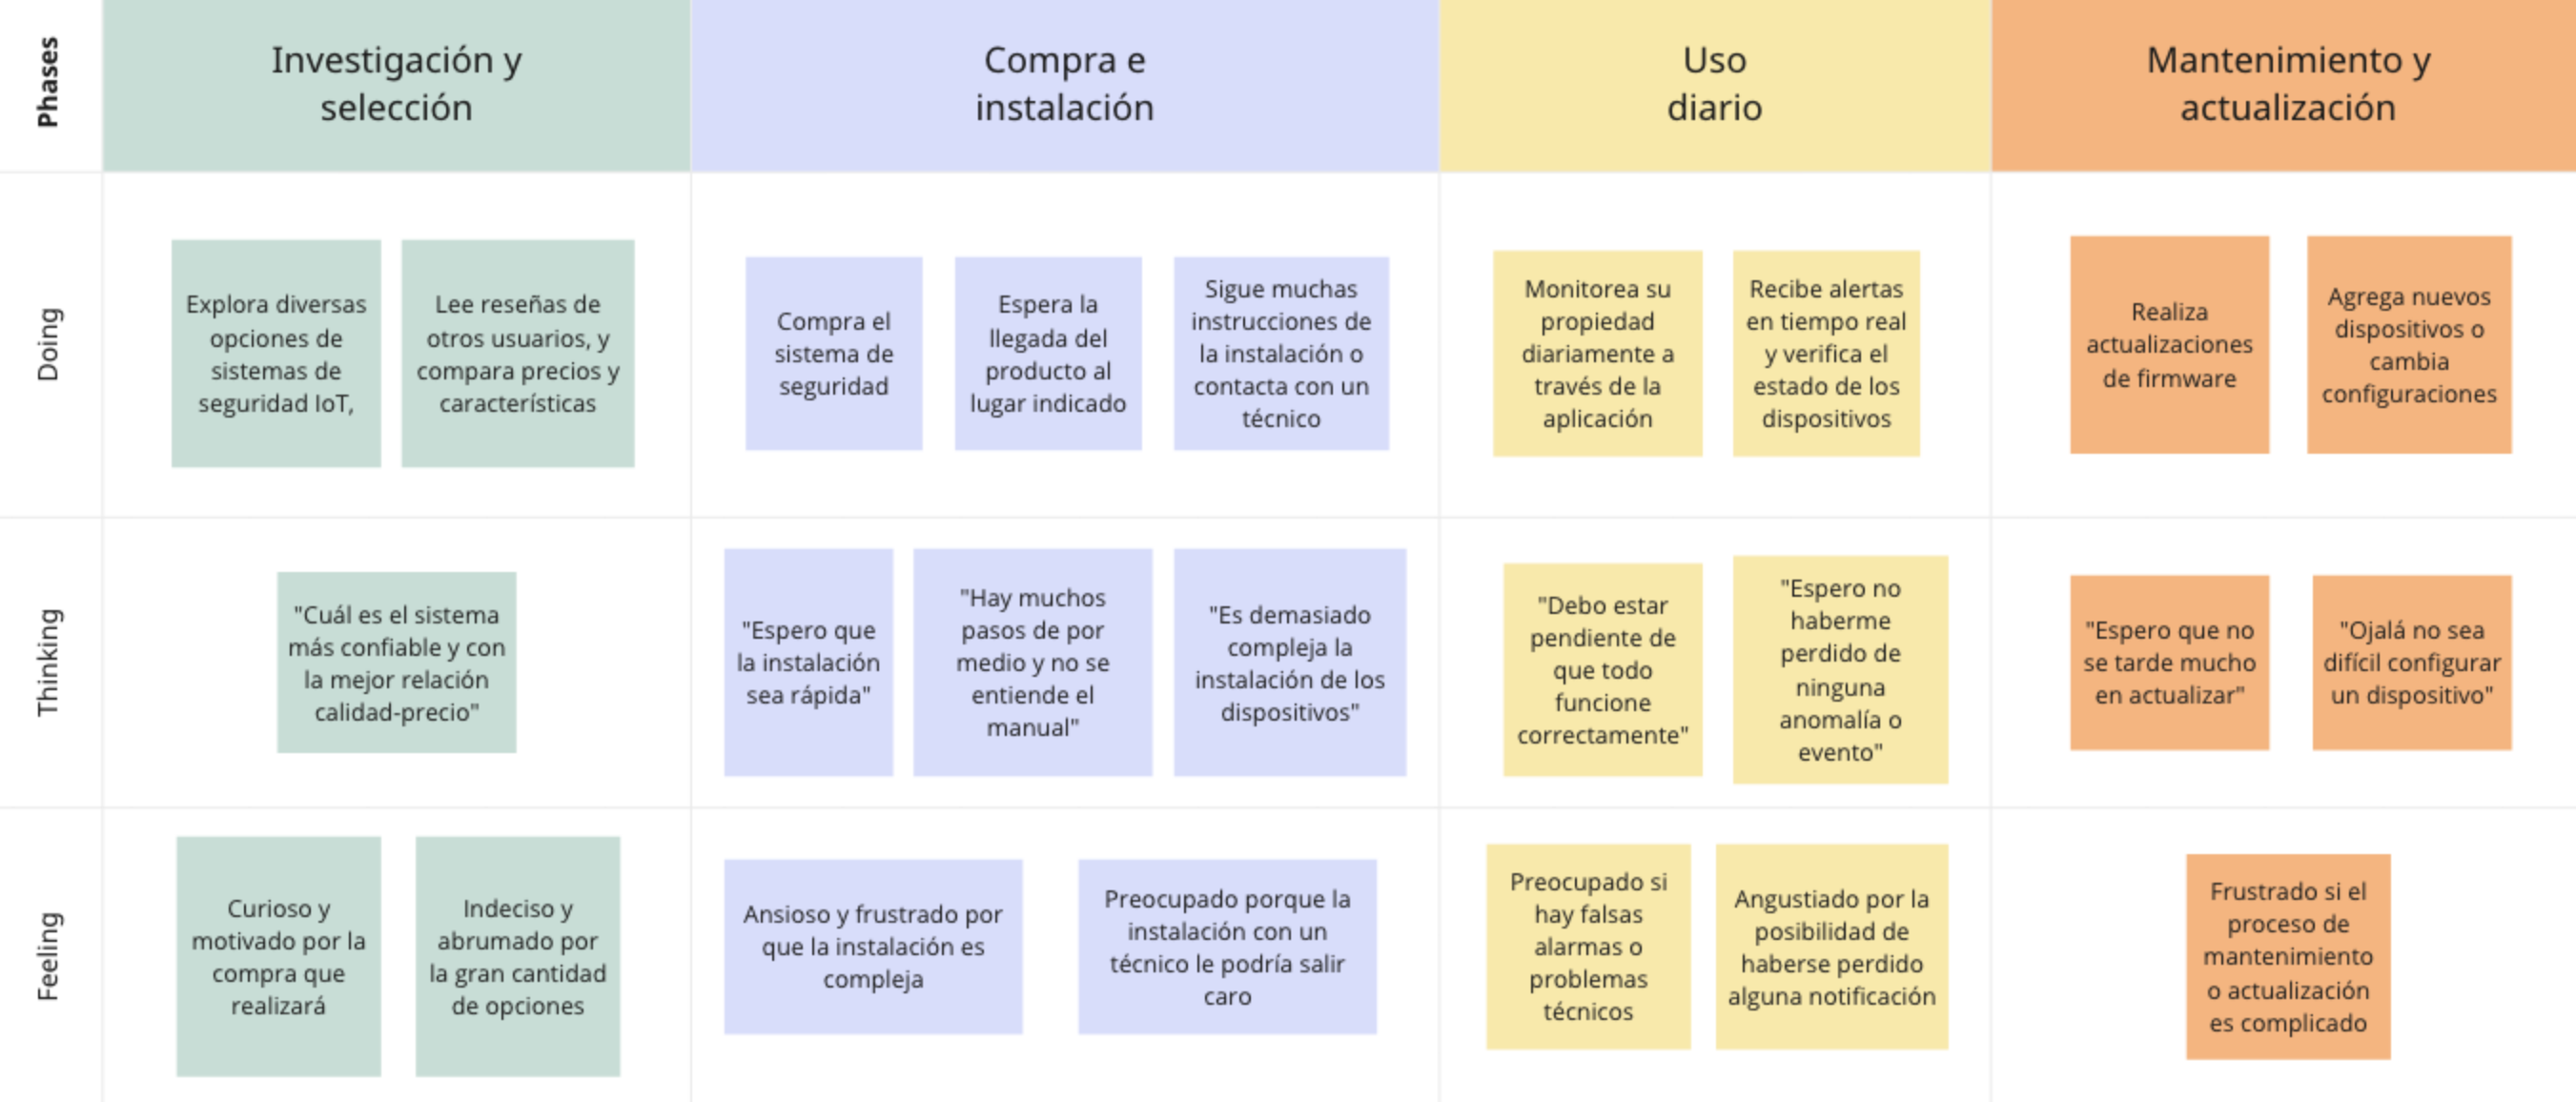 Phases
Investigación y
selección
Compra e
instalación
Uso
diario
Mantenimiento y
actualización
Doing
Explora diversas
opciones de
sistemas de
seguridad IoT,
Lee reseñas de
otros usuarios, y
compara precios y
características
Compra el
sistema de
seguridad
Espera la
llegada del
producto al
lugar indicado
Sigue muchas
instrucciones de
la instalación o
contacta con un
técnico
Monitorea su
propiedad
diariamente a
través de la
aplicación
Recibe alertas
en tiempo real
y verifica el
estado de los
dispositivos
Realiza
actualizaciones
de firmware
Agrega nuevos
dispositivos o
cambia
configuraciones
Thinking
"Cuál es el sistema
más confiable y con
la mejor relación
calidad-precio"
"Espero que
la instalación
sea rápida"
"Hay muchos
pasos de por
medio y no se
entiende el
manual"
"Es demasiado
compleja la
instalación de los
dispositivos"
"Debo estar
pendiente de
que todo
funcione
correctamente"
"Espero no
haberme
perdido de
ninguna
anomalía o
evento"
"Espero que no
se tarde mucho
en actualizar"
"Ojalá no sea
difícil configurar
un dispositivo"
Feeling
Curioso y
motivado por la
compra que
realizará
Indeciso y
abrumado por
la gran cantidad
de opciones
Ansioso y frustrado por
que la instalación es
compleja
Preocupado porque la
instalación con un
técnico le podría salir
caro
Preocupado si
hay falsas
alarmas o
problemas
técnicos
Angustiado por la
posibilidad de
haberse perdido
alguna notificación
Frustrado si el
proceso de
mantenimiento
o actualización
es complicado